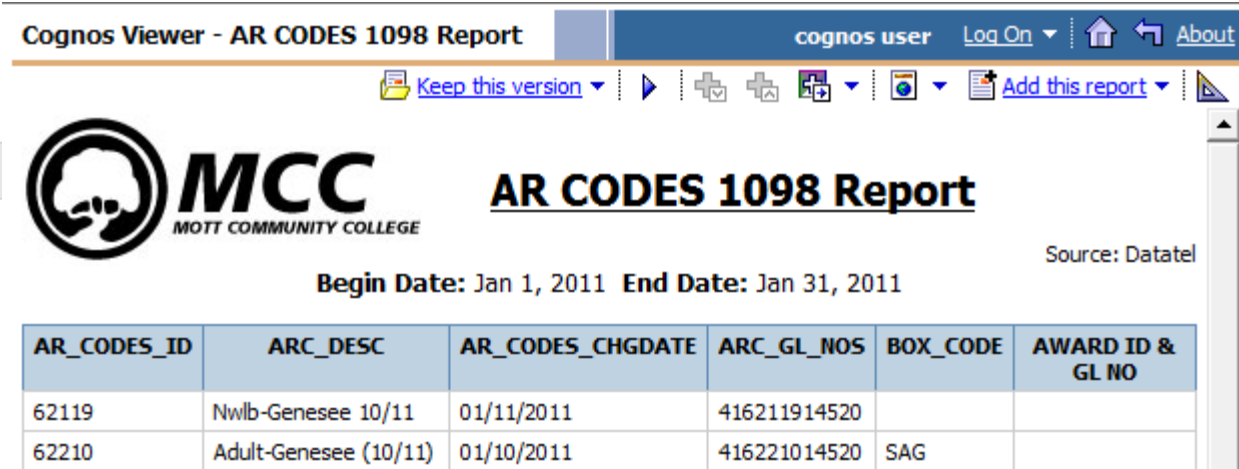 Cognos Viewer - AR CODES 1098 Report cognos user Log On About
Keep this version Add this report
MCC
MOTT COMMUNITY COLLEGE
AR CODES 1098 Report
Source: Datatel
Begin Date: Jan 1, 2011 End Date: Jan 31, 2011
AR_CODES_ID ARC_DESC AR_CODES_CHGDATE ARC_GL_NOS BOX_CODE AWARD ID &
GL NO
62119 Nwlb-Genesee 10/11 01/11/2011 416211914520
62210 Adult-Genesee (10/11) 01/10/2011 416221014520 SAG